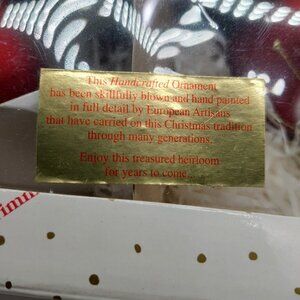 This Handcrafted Ornament
has been skillfully blown and hand painted
in full detail by European Artisans
that have carried on this Christmas tradition
through many generations.
Enjoy this treasured heirloom
for years to come..